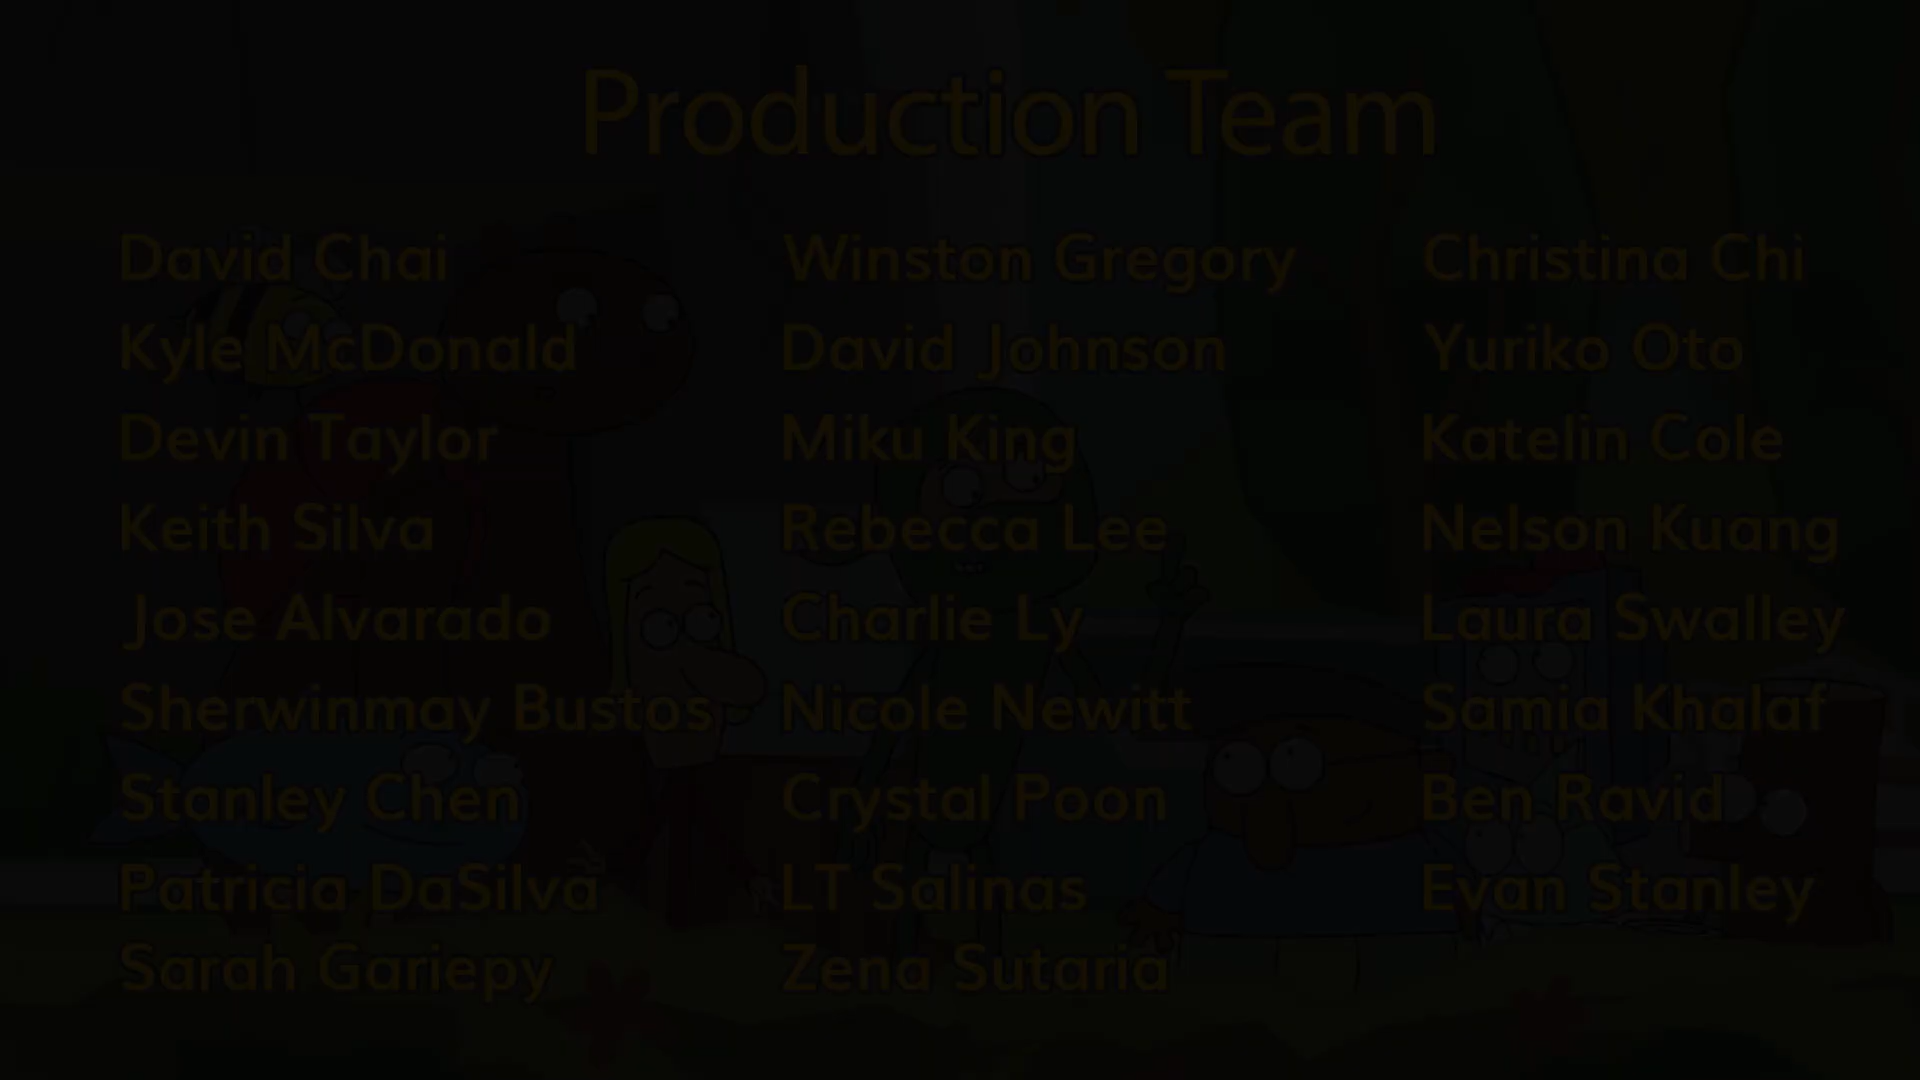 Production Team
David Chai
Kyle McDonald
Devin Taylor
Keith Silva
Jose Alvarado
Sherwinmay Bustos
Stanley Chen
Patricia DaSilva
Sarah Gariepy
Winston Gregory
David Johnson
Miku King
Rebecca Lee
Charlie Ly
Nicole Newitt
Crystal Poon
LT Salinas
Zena Sutaria
Christina Chi
Yuriko Oto
Katelin Cole
Nelson Kuang
Laura Swalley
Samia Khalaf
Ben Ravid
Evan Stanley